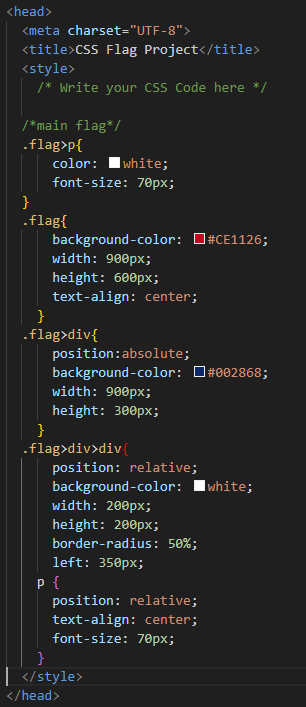 <head>
<meta charset="UTF-8">
<title>CSS Flag Project</title>
<style>
/* Write your CSS Code here */
/*main flag*/
.flag>p{
color: white;
font-size: 70px;
}
.flag{
background-color: #CE1126;
width: 900px;
height: 600px;
text-align: center;
}
.flag>div{
position:absolute;
background-color: #002868;
width: 900px;
height: 300px;
}
.flag>div>div{
position: relative;
background-color: white;
width: 200px;
height: 200px;
border-radius: 50%;
left: 350px;
p {
position: relative;
text-align: center;
font-size: 70px;
}
</style>
</head>